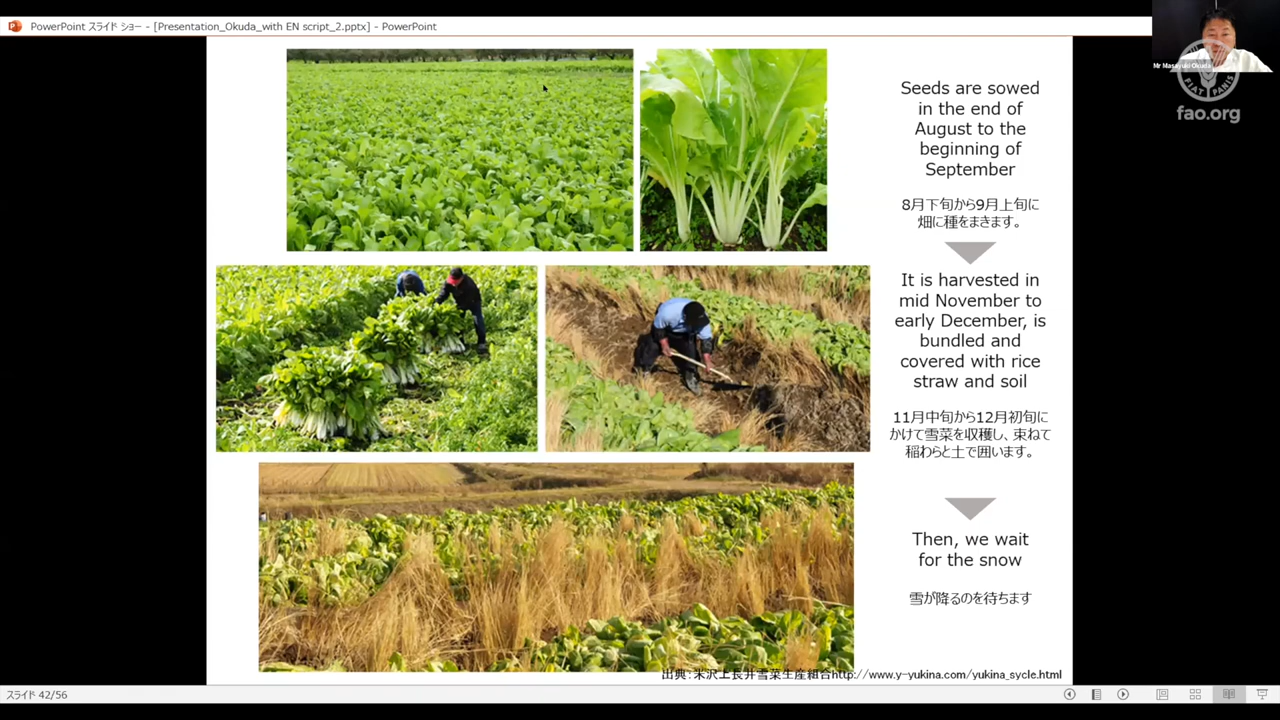 PowerPoint スライド ショー - [Presentation_Okuda_with EN script_2.pptx] - PowerPoint
Mr Masayuki Okuda
FIAT PANIS
fao.org
Seeds are sowed
in the end of
August to the
beginning of
September
8月下旬から9月上旬に
畑に種をまきます。
It is harvested in
mid November to
early December, is
bundled and
covered with rice
straw and soil
11月中旬から12月初旬に
かけて雪菜を収穫し、束ねて
稲わらと土で囲います。
Then, we wait
for the snow
雪が降るのを待ちます
出典：米沢上長井雪菜生産組合http://www.y-yukina.com/yukina_sycle.html
スライド 42/56